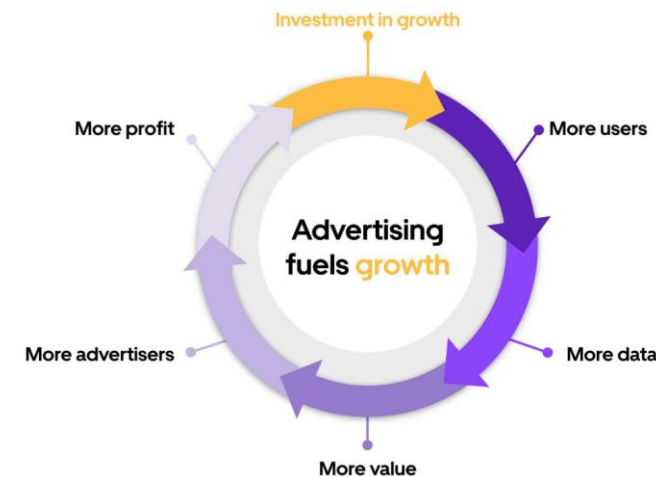 Investment in growth
More users
More data
More value
More advertisers
More profit
Advertising
fuels growth